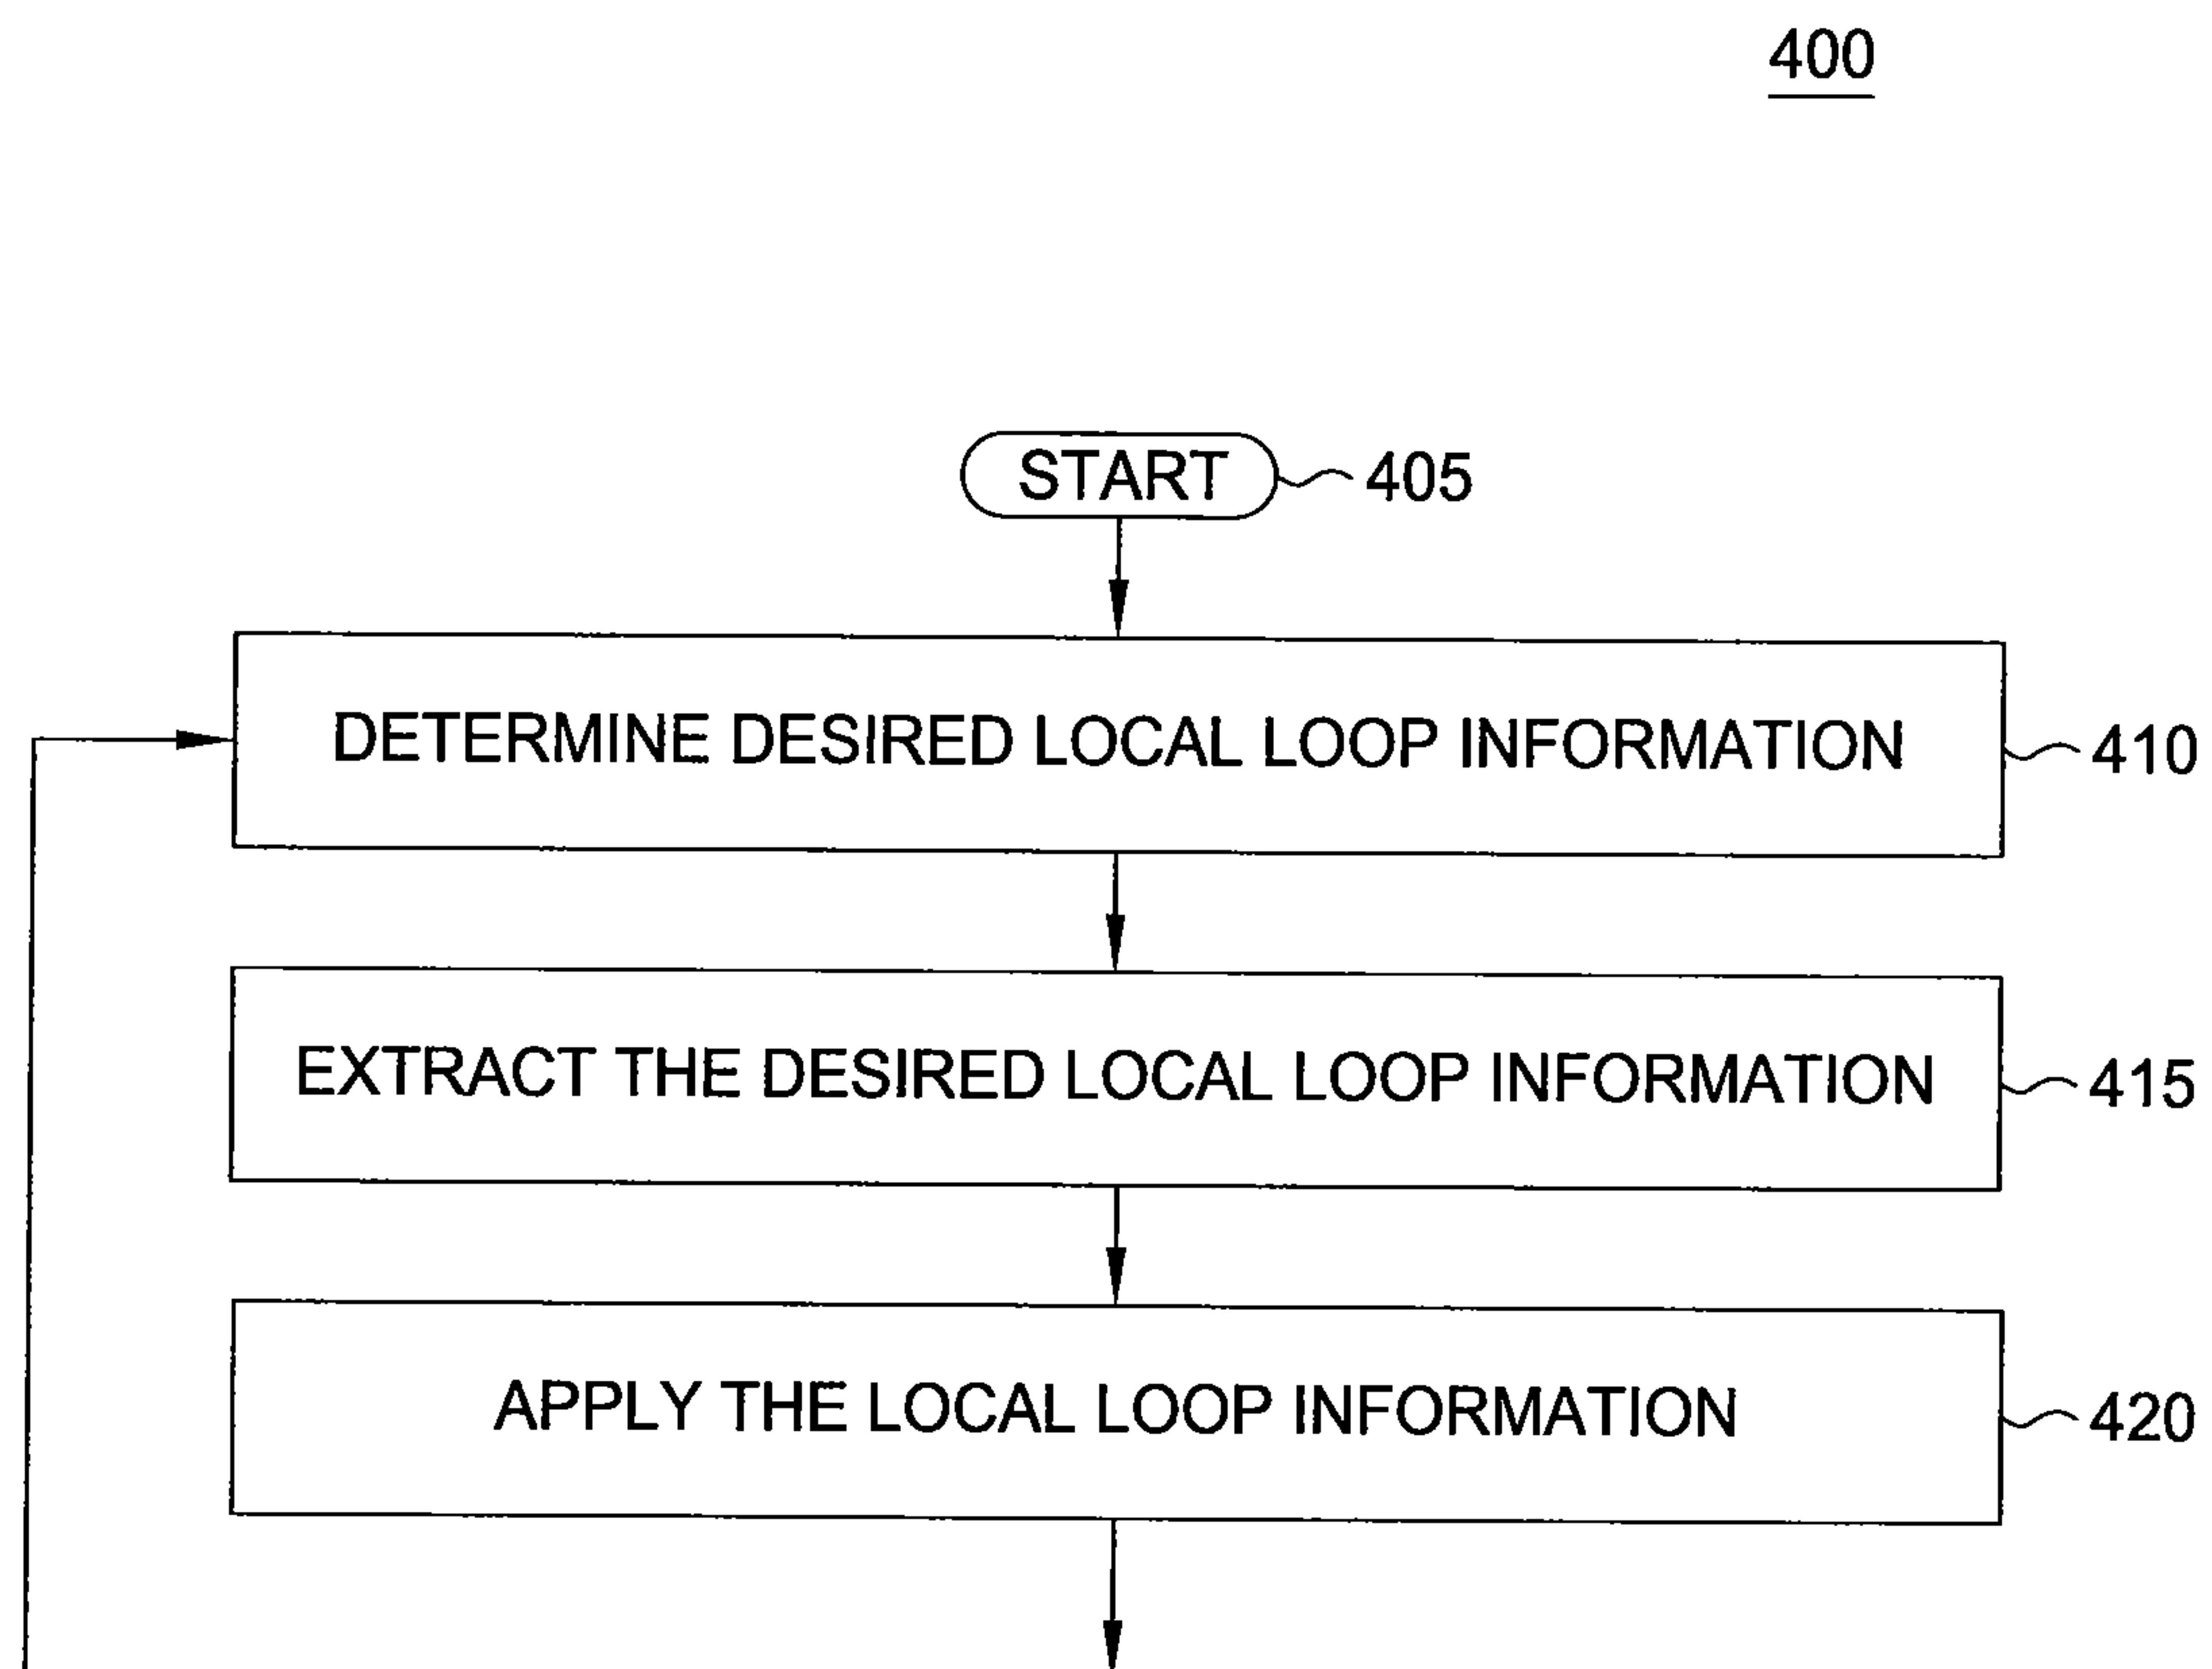 400
START 405
DETERMINE DESIRED LOCAL LOOP INFORMATION 410
EXTRACT THE DESIRED LOCAL LOOP INFORMATION 415
APPLY THE LOCAL LOOP INFORMATION 420